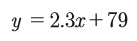 y = 2.3x + 79